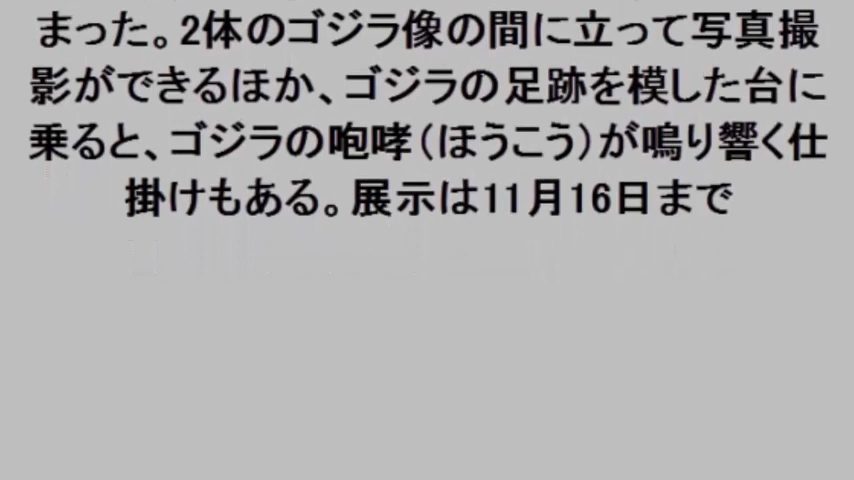 まった。2体のゴジラ像の間に立って写真撮
影ができるほか、ゴジラの足跡を模した台に
乗ると、ゴジラの咆哮（ほうこう）が鳴り響く仕
掛けもある。展示は11月16日まで